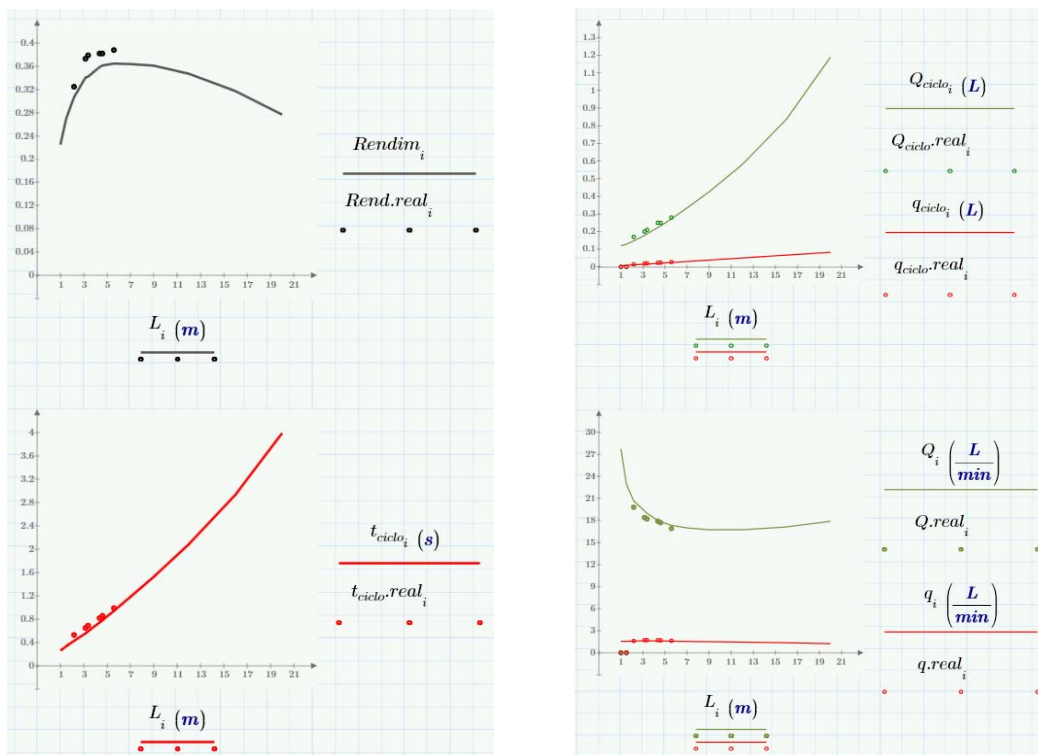 0.4
0.36
0.32
0.28
0.24
0.2
0.16
0.12
0.08
0.04
0
1 3 5 7 9 11 13 15 17 19 21
Rendim_i
Rend.real_i
L_i (m)
1.3
1.2
1.1
1
0.9
0.8
0.7
0.6
0.5
0.4
0.3
0.2
0.1
0
1 3 5 7 9 11 13 15 17 19 21
Q_ciclo_i (L)
Q_ciclo.real_i
q_ciclo_i (L)
q_ciclo.real_i
L_i (m)
4
3.6
3.2
2.8
2.4
2
1.6
1.2
0.8
0.4
0
1 3 5 7 9 11 13 15 17 19 21
t_ciclo_i (s)
t_ciclo.real_i
L_i (m)
30
27
24
21
18
15
12
9
6
3
0
1 3 5 7 9 11 13 15 17 19 21
Q_i (L/min)
Q.real_i
q_i (L/min)
q.real_i
L_i (m)